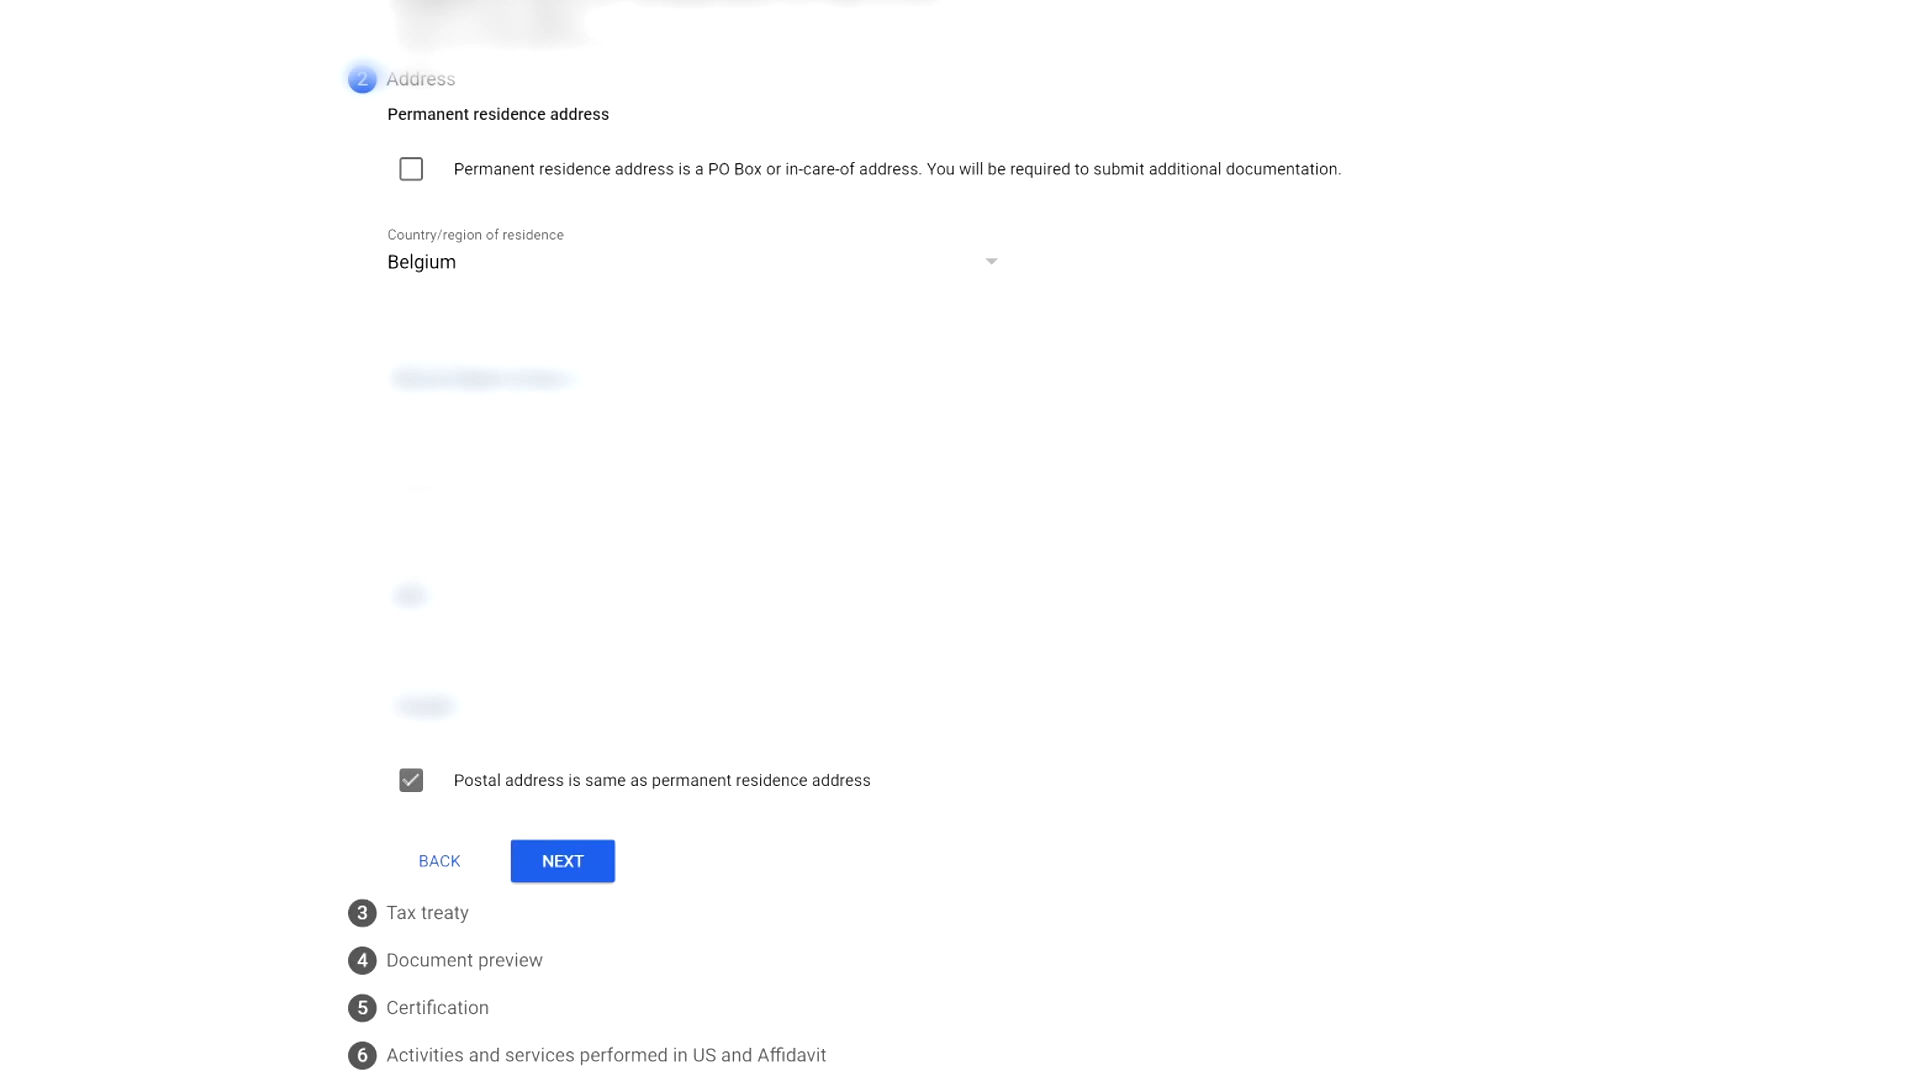 2 Address
Permanent residence address
Permanent residence address is a PO Box or in-care-of address. You will be required to submit additional documentation.
Country/region of residence
Belgium
Postal address is same as permanent residence address
BACK NEXT
3 Tax treaty
4 Document preview
5 Certification
6 Activities and services performed in US and Affidavit